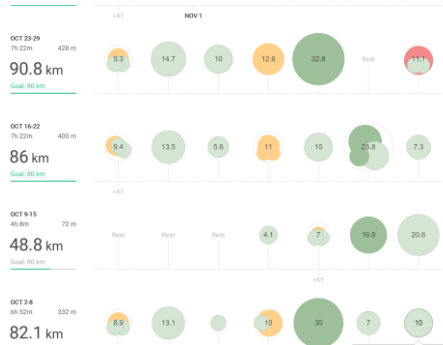 +XT
NOV 1
OCT 23-29
7h 22m 428 m
90.8 km
Goal: 80 km
9.3 14.7 10 12.6 32.8 Rest 11.1
OCT 16-22
7h 22m 400 m
86 km
Goal: 80 km
9.4 13.5 5.6 11 10 23.8 7.3
+XT
OCT 9-15
4h 8m 72 m
48.8 km
Goal: 80 km
Rest Rest Rest 4.1 7 16.9 20.6
+XT
OCT 2-8
6h 52m 332 m
82.1 km
8.9 13.1 10 30 7 10